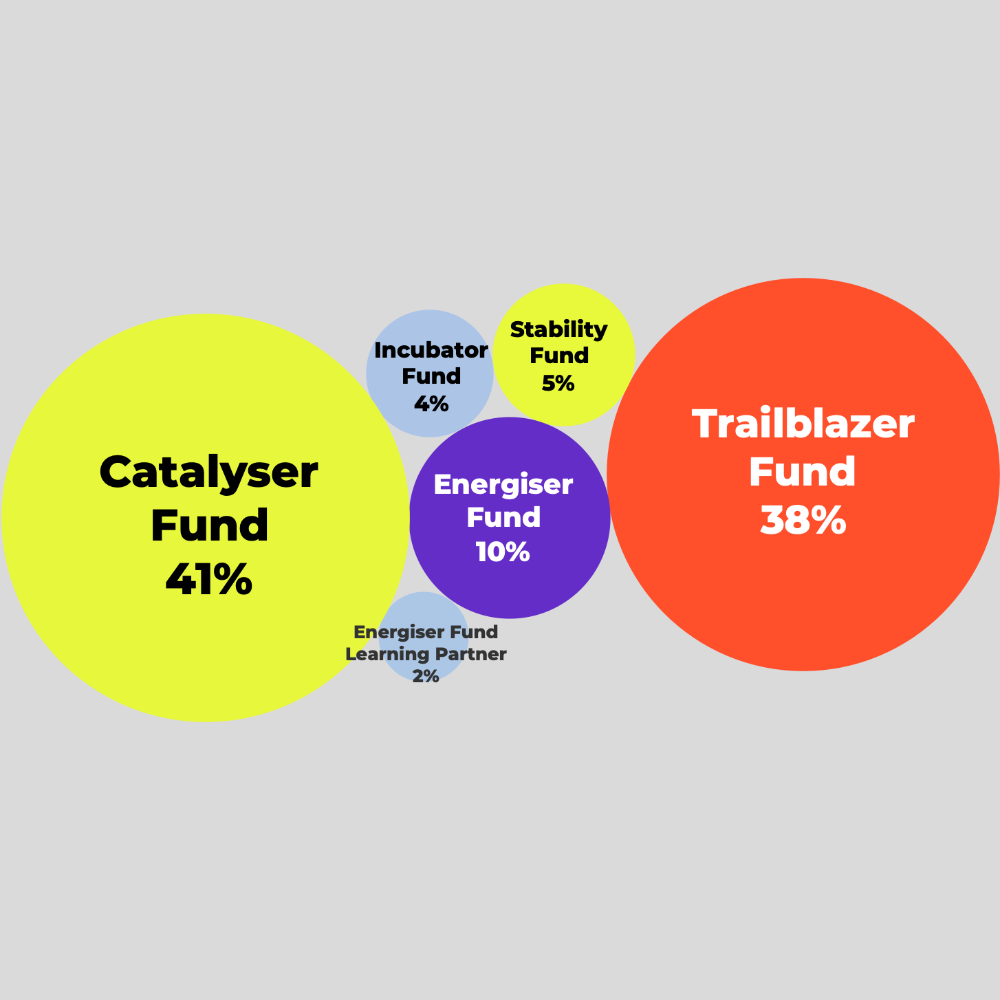 Catalyser
Fund
41%
Incubator
Fund
4%
Stability
Fund
5%
Energiser
Fund
10%
Energiser Fund
Learning Partner
2%
Trailblazer
Fund
38%